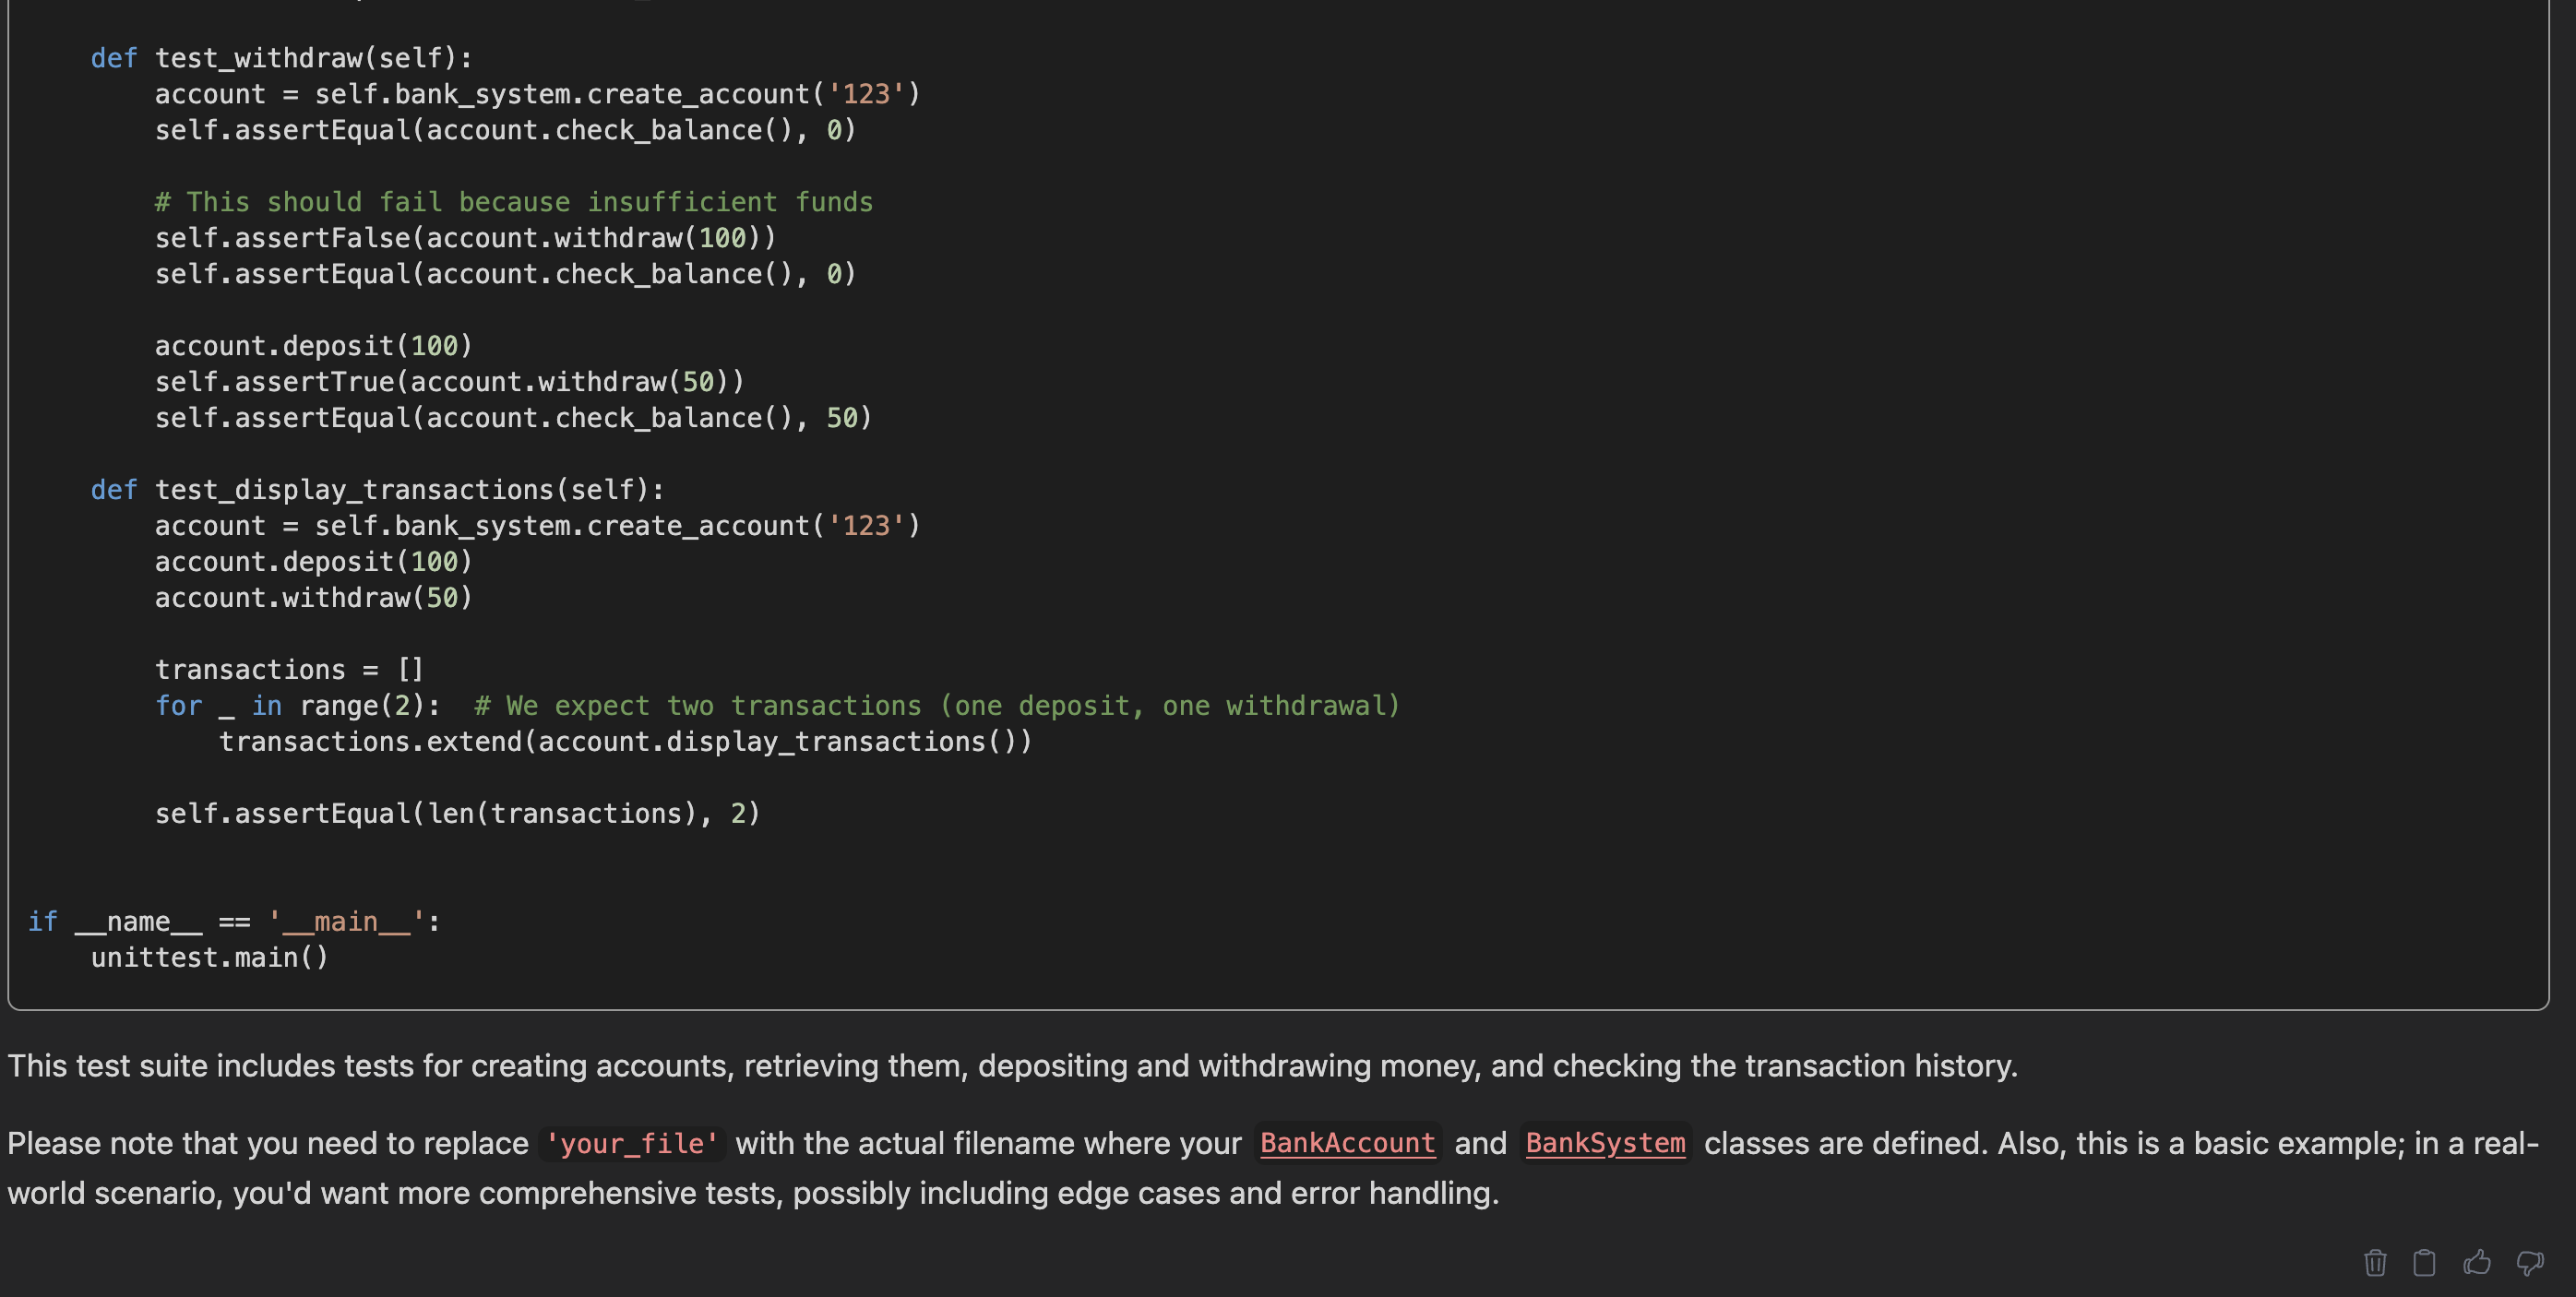 def test_withdraw(self):
account = self.bank_system.create_account('123')
self.assertEqual(account.check_balance(), 0)
# This should fail because insufficient funds
self.assertFalse(account.withdraw(100))
self.assertEqual(account.check_balance(), 0)
account.deposit(100)
self.assertTrue(account.withdraw(50))
self.assertEqual(account.check_balance(), 50)
def test_display_transactions(self):
account = self.bank_system.create_account('123')
account.deposit(100)
account.withdraw(50)
transactions = []
for _ in range(2):  # We expect two transactions (one deposit, one withdrawal)
transactions.extend(account.display_transactions())
self.assertEqual(len(transactions), 2)
if __name__ == '__main__':
unittest.main()
This test suite includes tests for creating accounts, retrieving them, depositing and withdrawing money, and checking the transaction history.
Please note that you need to replace 'your_file' with the actual filename where your BankAccount and BankSystem classes are defined. Also, this is a basic example; in a real-
world scenario, you'd want more comprehensive tests, possibly including edge cases and error handling.